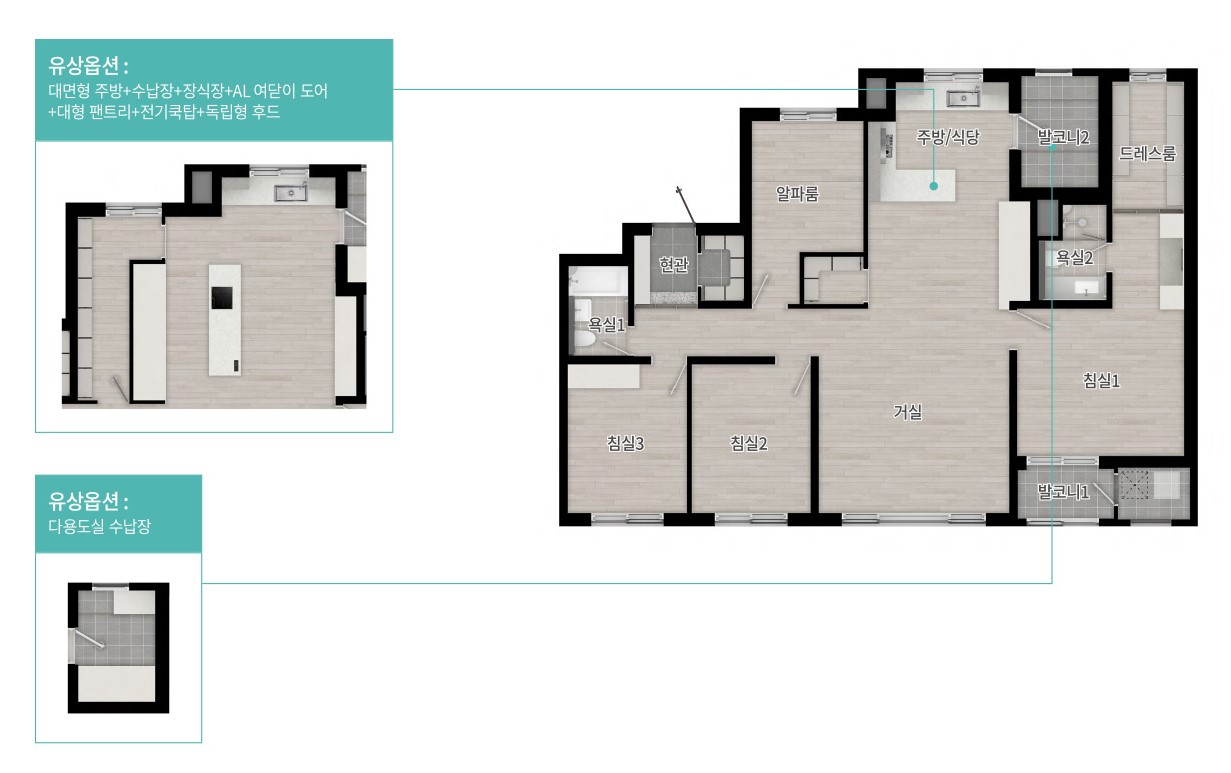 유상옵션 :
대면형 주방+수납장+장식장+AL 여닫이 도어
+대형 팬트리+전기쿡탑+독립형 후드
주방/식당
발코니2
드레스룸
알파룸
현관
욕실2
욕실1
침실1
거실
침실3
침실2
발코니1
유상옵션 :
다용도실 수납장